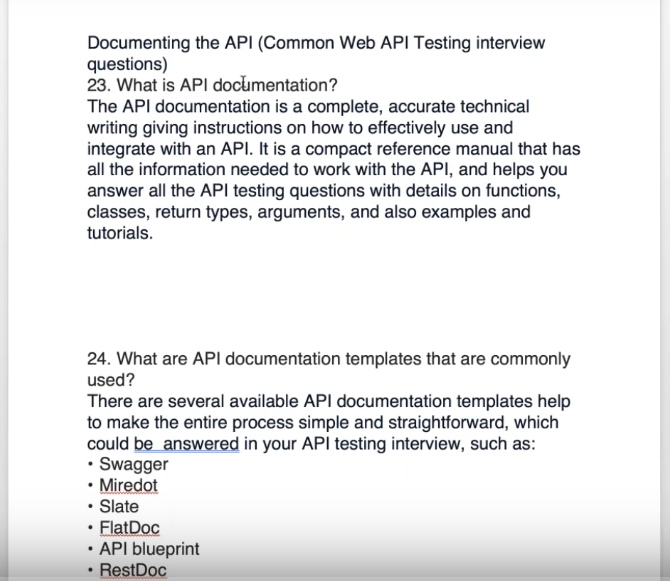 Documenting the API (Common Web API Testing interview
questions)
23. What is API documentation?
The API documentation is a complete, accurate technical
writing giving instructions on how to effectively use and
integrate with an API. It is a compact reference manual that has
all the information needed to work with the API, and helps you
answer all the API testing questions with details on functions,
classes, return types, arguments, and also examples and
tutorials.
24. What are API documentation templates that are commonly
used?
There are several available API documentation templates help
to make the entire process simple and straightforward, which
could be  answered in your API testing interview, such as:
• Swagger
• Miredot
• Slate
• FlatDoc
• API blueprint
• RestDoc